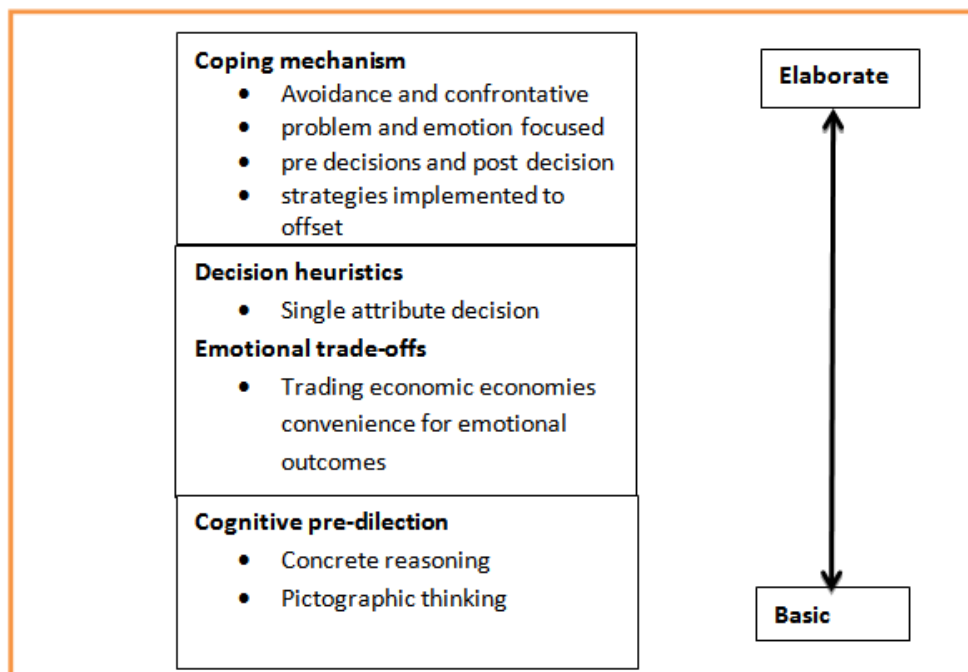 Coping mechanism
• Avoidance and confrontative
• problem and emotion focused
• pre decisions and post decision
• strategies implemented to
offset
Decision heuristics
• Single attribute decision
Emotional trade-offs
• Trading economic economies
convenience for emotional
outcomes
Cognitive pre-dilection
• Concrete reasoning
• Pictographic thinking
Elaborate
Basic